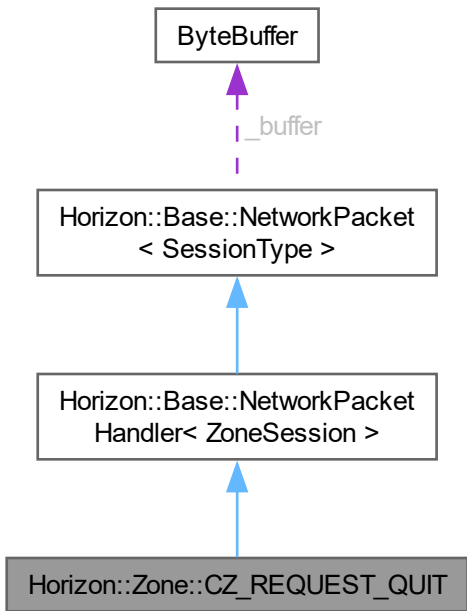 ByteBuffer
_buffer
Horizon::Base::NetworkPacket
< SessionType >
Horizon::Base::NetworkPacket
Handler< ZoneSession >
Horizon::Zone::CZ_REQUEST_QUIT